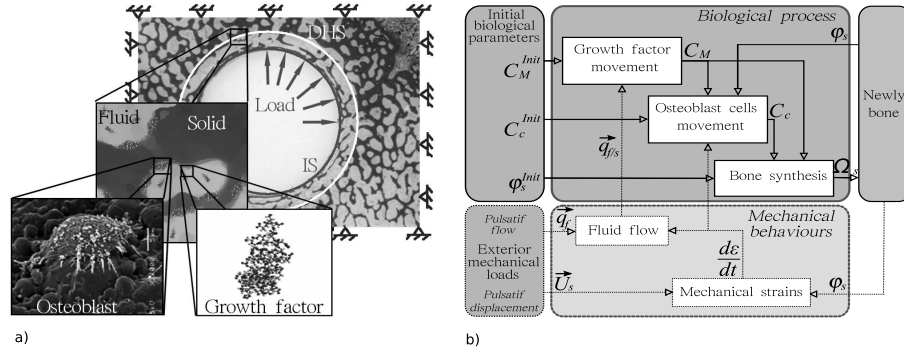 DHS
Load
IS
Fluid
Solid
Osteoblast
Growth factor
a)
Initial
biological
parameters
C_M^Init
C_c^Init
φ_s^Init
Biological process
Growth factor
movement
C_M
φ_s
Osteoblast cells
movement
C_c
q_f/s
Bone synthesis
Ω_s
Newly
bone
Pulsatif
flow
Exterior
mechanical
loads
Pulsatif
displacement
q_f
U_s
Mechanical
behaviours
Fluid flow
dε
dt
Mechanical strains
φ_s
b)